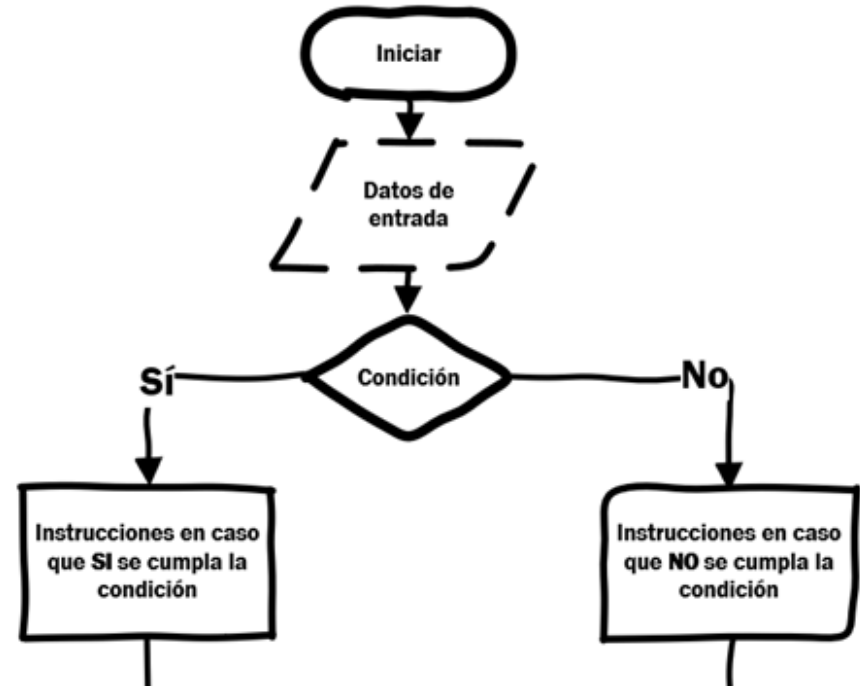 Iniciar
Datos de
entrada
Condición
Sí
No
Instrucciones en caso
que SI se cumpla la
condición
Instrucciones en caso
que NO se cumpla la
condición